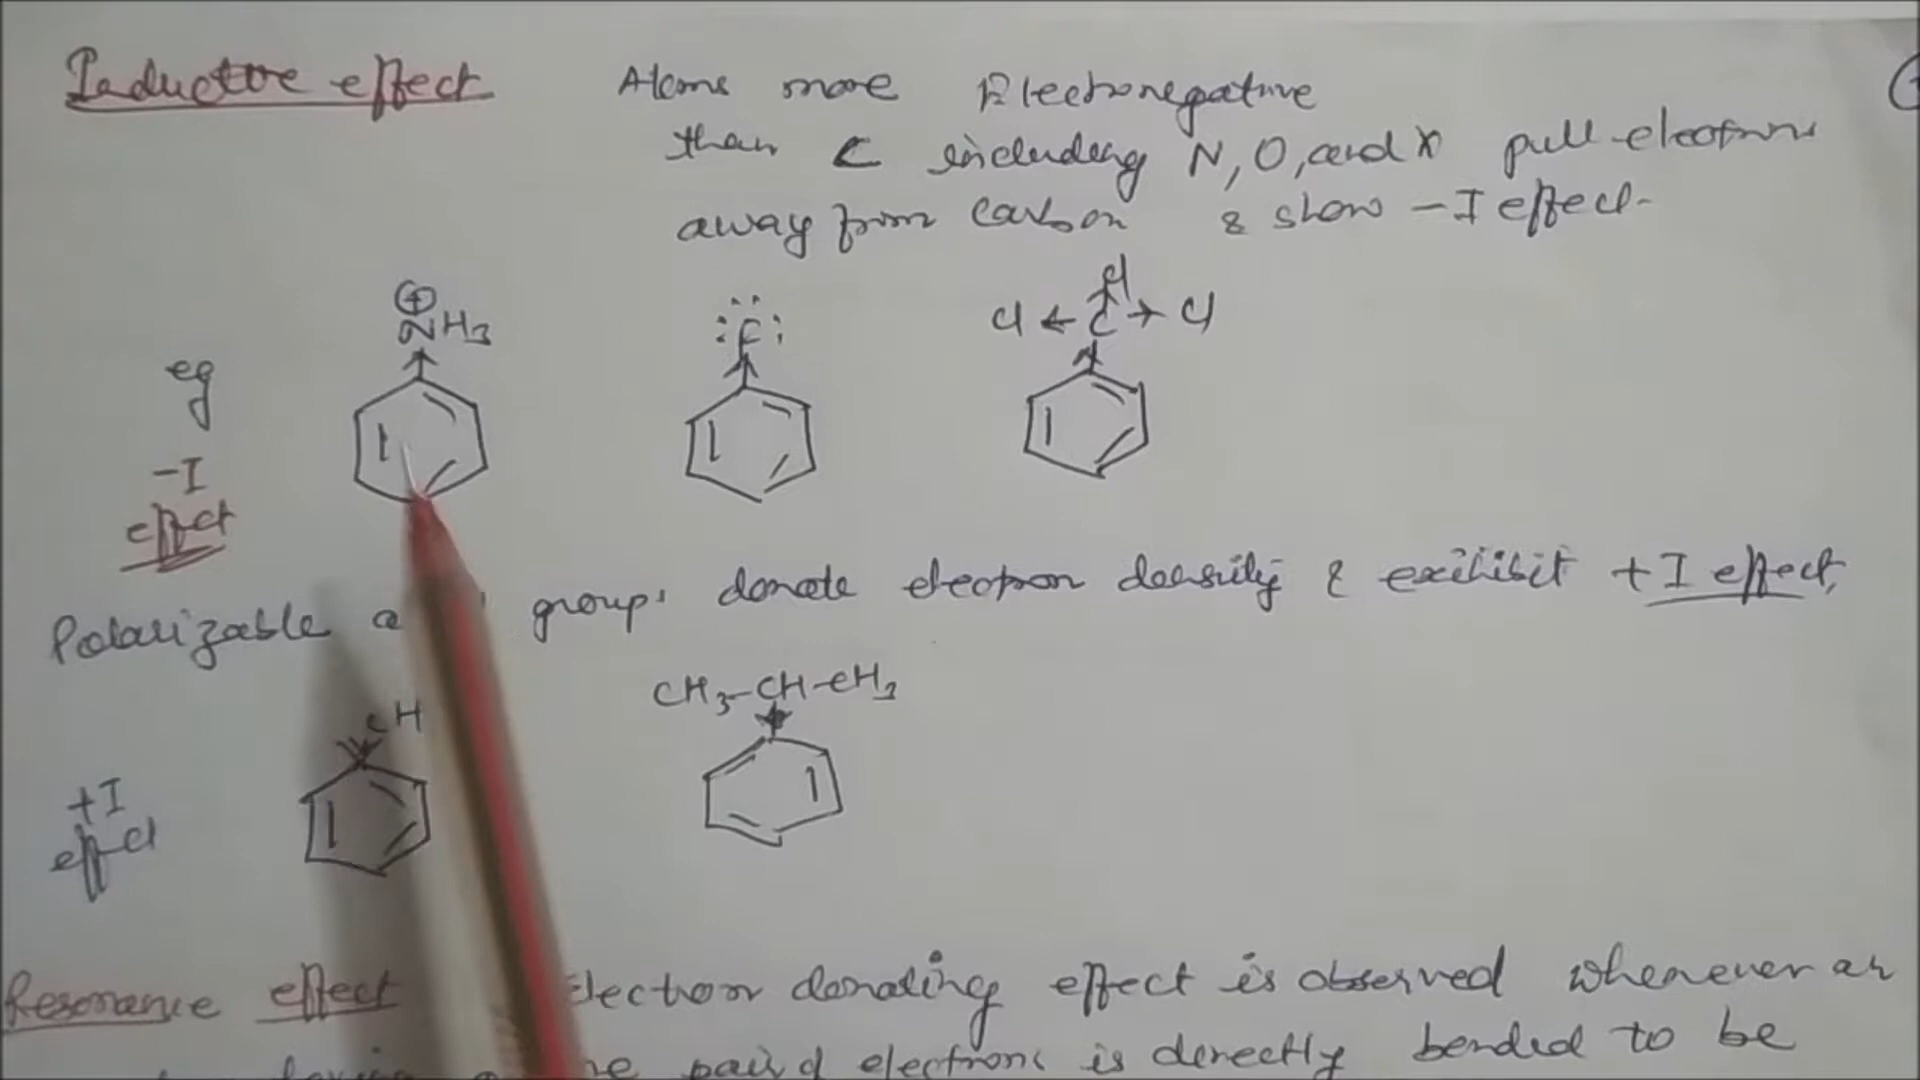 Inductive effect Atoms more Electronegative
than C including N, O, and X pull electrons
away from Carbon & show -I effect.
eg
-I
effect
⊕
NH3
:F:
Cl
Cl ← C → Cl
Polarizable group donate electron density & exihibit +I effect,
+I
effect
CH
CH3-CH-CH3
Resonance effect Electron donating effect is observed whenever an
pair of electrons is derectly bonded to be